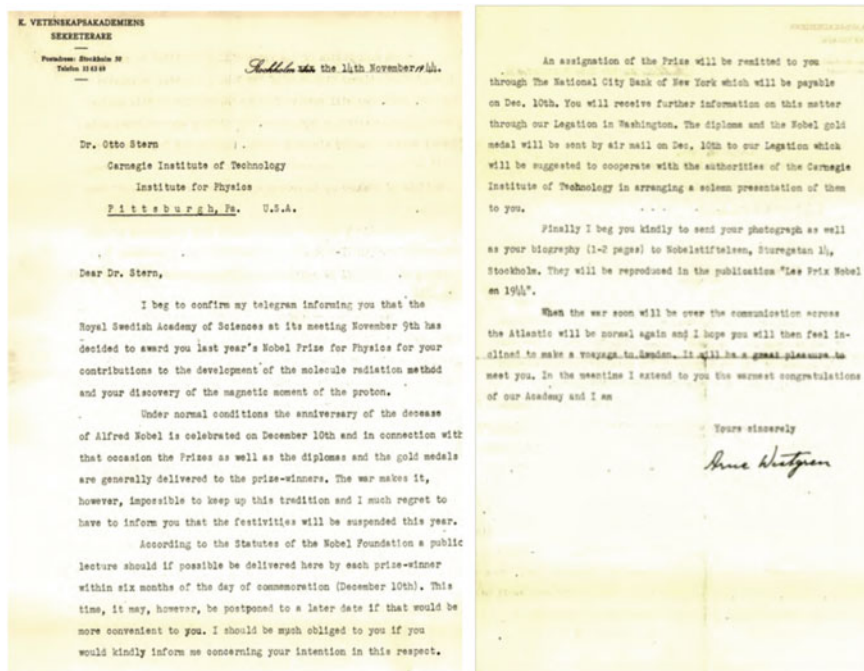 K. VETENSKAPSAKADEMIENS
SEKRETERARE
Postadress: Stockholm 50
Telefon
Stockholm the 14th November 1944.
Dr. Otto Stern
Carnegie Institute of Technology
Institute for Physics
Pittsburgh, Pa. U.S.A.
Dear Dr. Stern,
I beg to confirm my telegram informing you that the
Royal Swedish Academy of Sciences at its meeting November 9th has
decided to award you last year's Nobel Prize for Physics for your
contributions to the development of the molecule radiation method
and your discovery of the magnetic moment of the proton.
Under normal conditions the anniversary of the decease
of Alfred Nobel is celebrated on December 10th and in connection with
that occasion the Prizes as well as the diplomas and the gold medals
are generally delivered to the prize-winners. The war makes it,
however, impossible to keep up this tradition and I much regret to
have to inform you that the festivities will be suspended this year.
According to the Statutes of the Nobel Foundation a public
lecture should if possible be delivered here by each prize-winner
within six months of the day of commemoration (December 10th). This
time, it may, however, be postponed to a later date if that would be
more convenient to you. I should be much obliged to you if you
would kindly inform me concerning your intention in this respect.
An assignation of the Prize will be remitted to you
through The National City Bank of New York which will be payable
on Dec. 10th. You will receive further information on this matter
through our Legation in Washington. The diploma and the Nobel gold
medal will be sent by air mail on Dec. 10th to our Legation which
will be suggested to cooperate with the authorities of the Carnegie
Institute of Technology in arranging a solemn presentation of them
to you.
Finally I beg you kindly to send your photograph as well
as your biography (1-2 pages) to Nobelstiftelsen, Sturegatan 14,
Stockholm. They will be reproduced in the publication "Les Prix Nobel
en 1944".
When the war soon will be over the communication across
the Atlantic will be normal again and I hope you will then feel in-
clined to make a voyage to Sweden. It will be a great pleasure to
meet you. In the meantime I extend to you the warmest congratulations
of our Academy and I am
Yours sincerely
Arne Westgren